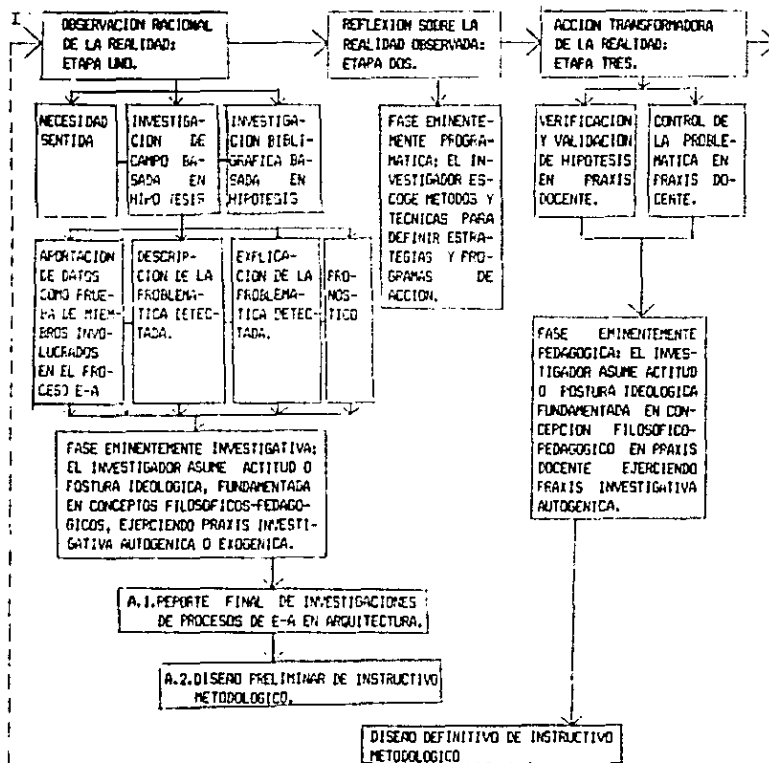 I
OBSERVACION RACIONAL
DE LA REALIDAD:
ETAPA UNO.
REFLEXION SOBRE LA
REALIDAD OBSERVADA:
ETAPA DOS.
ACCION TRANSFORMADORA
DE LA REALIDAD:
ETAPA TRES.
NECESIDAD
SENTIDA
INVESTIGA-
CION DE
CAMPO BA-
SADA EN
HIPO TESIS
INVESTIGA-
CION BIBLI-
GRAFICA BA-
SADA EN
HIPOTESIS
FASE EMINENTE-
MENTE PROGRA-
MATICA; EL IN-
VESTIGADOR ES-
COGE METODOS Y
TECNICAS PARA
DEFINIR ESTRA-
TEGIAS Y PRO-
GRAMAS DE
ACCION.
VERIFICACION
Y VALIDACION
DE HIPOTESIS
EN PRAXIS
DOCENTE.
CONTROL DE
LA PROBLE-
MATICA EN
PRAXIS DO-
CENTE.
APORTACION
DE DATOS
COMO PRUE-
BA DE MIEM-
BROS INVO-
LUCRADOS
EN EL PRO-
CESO E-A
DESCRIP-
CION DE LA
PROBLEMA-
TICA DETEC-
TADA.
EXPLICA-
CION DE LA
PROBLEMA-
TICA DETEC-
TADA.
PRO
NOS-
TICO
FASE EMINENTEMENTE INVESTIGATIVA;
EL INVESTIGADOR ASUME ACTITUD O
POSTURA IDEOLOGICA, FUNDAMENTADA
EN CONCEPTOS FILOSOFICOS-PEDAGO-
GICOS, EJERCIENDO PRAXIS INVESTI-
GATIVA AUTOGENICA O EXOGENICA.
FASE EMINENTEMENTE
PEDAGOGICA; EL INVES-
TIGADOR ASUME ACTITUD
O POSTURA IDEOLOGICA
FUNDAMENTADA EN CON-
CEPCION FILOSOFICO-
PEDAGOGICO EN PRAXIS
DOCENTE EJERCIENDO
PRAXIS INVESTIGATIVA
AUTOGENICA.
A.1.REPORTE FINAL DE INVESTIGACIONES
DE PROCESOS DE E-A EN ARQUITECTURA.
A.2.DISEÑO PRELIMINAR DE INSTRUCTIVO
METODOLOGICO.
DISEÑO DEFINITIVO DE INSTRUCTIVO
METODOLOGICO